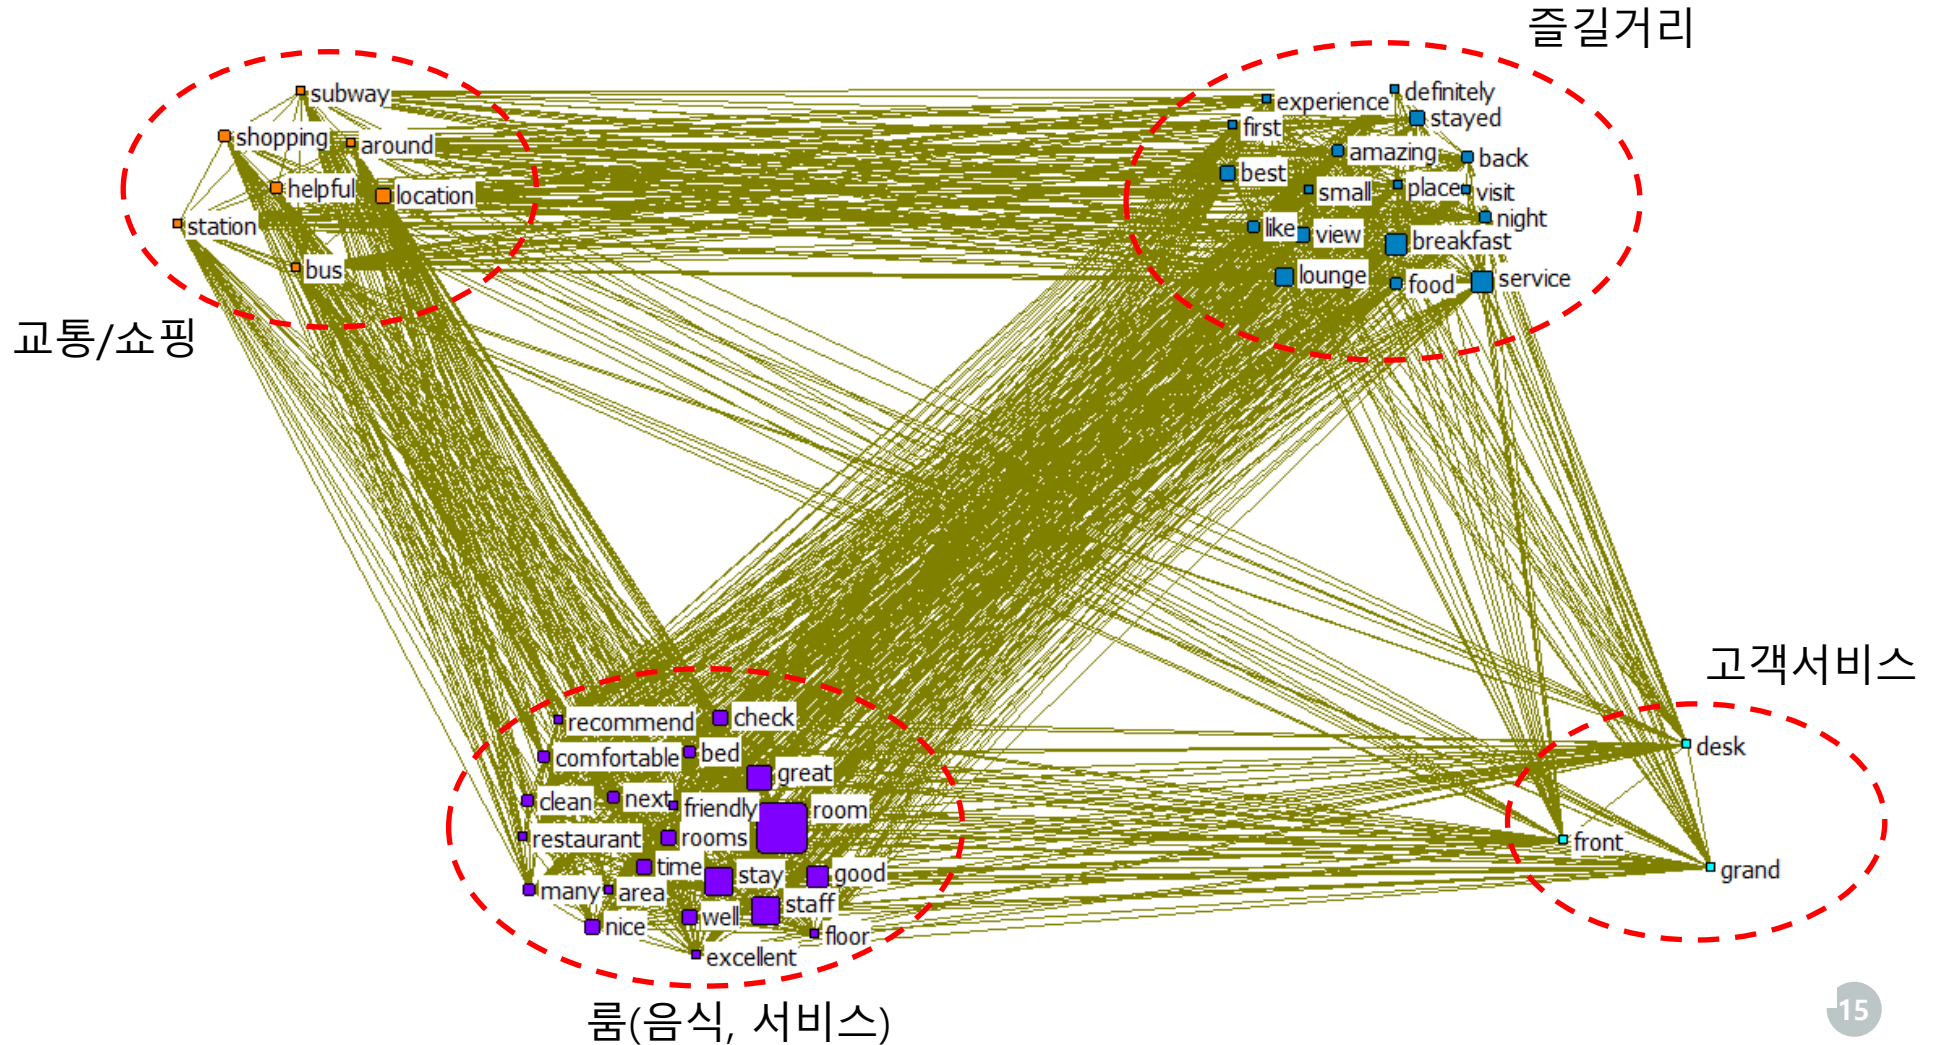 즐길거리
subway
shopping
around
helpful
location
station
bus
교통/쇼핑
experience
definitely
first
stayed
amazing
back
best
small
place
visit
night
like
view
breakfast
lounge
food
service
recommend
check
comfortable
bed
great
clean
next
friendly
room
restaurant
rooms
time
stay
good
many
area
staff
nice
well
floor
excellent
룸(음식, 서비스)
고객서비스
desk
front
grand
15